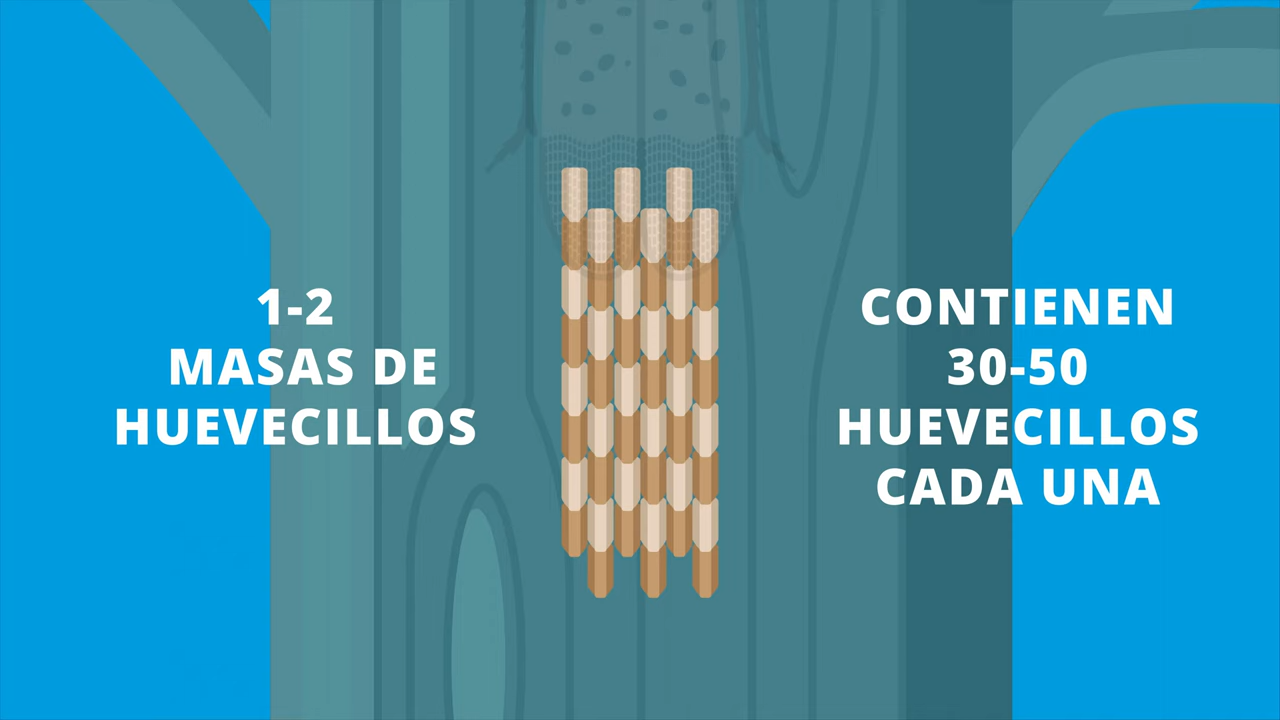 1-2
MASAS DE
HUEVECILLOS
CONTIENEN
30-50
HUEVECILLOS
CADA UNA